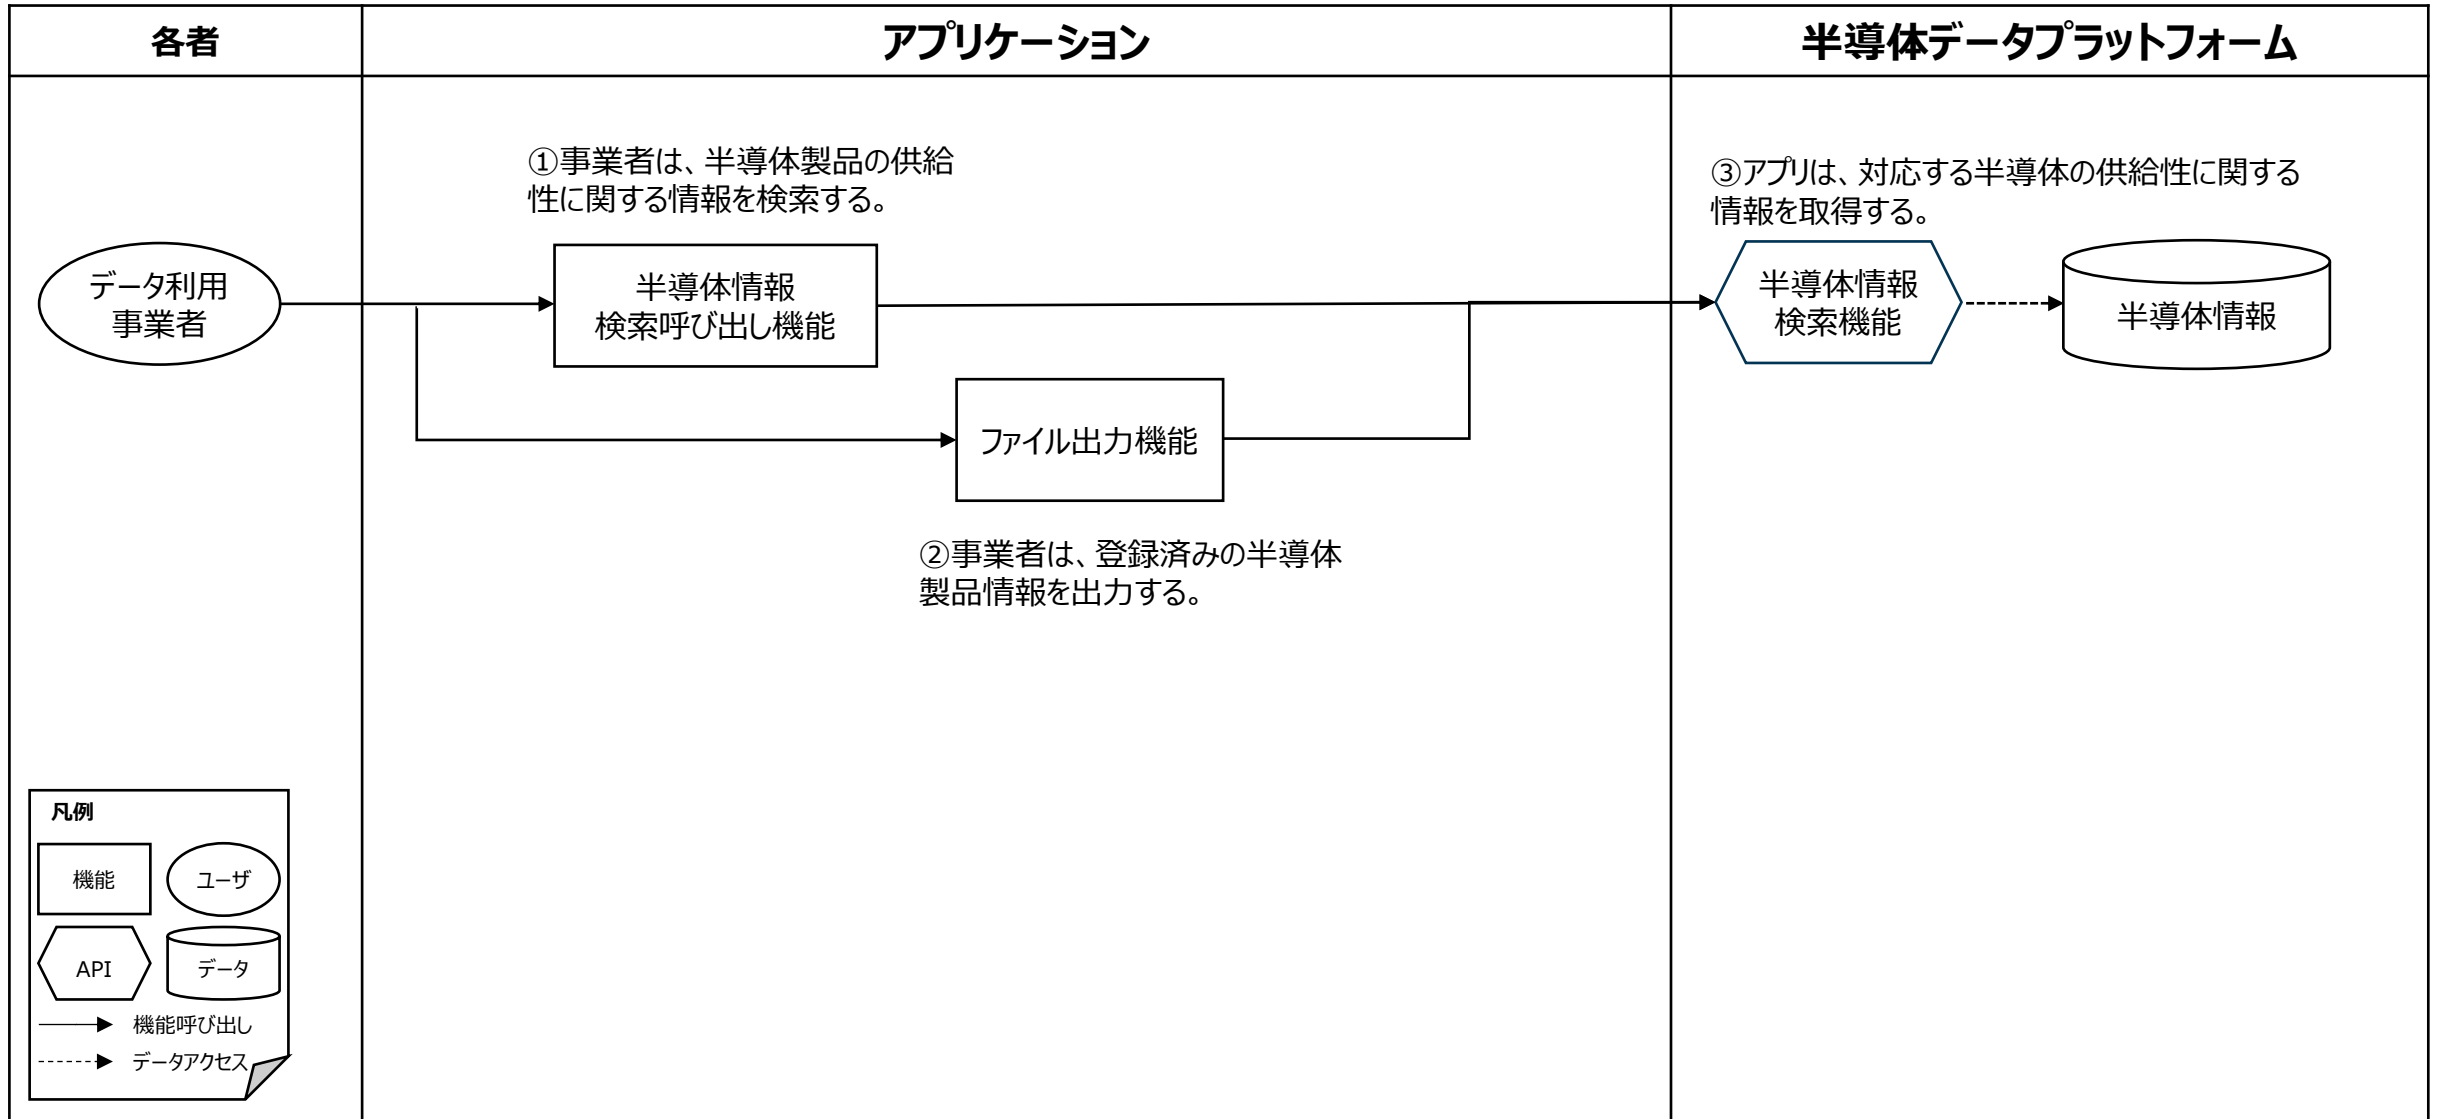 各者
アプリケーション
半導体データプラットフォーム
①事業者は、半導体製品の供給
性に関する情報を検索する。
③アプリは、対応する半導体の供給性に関する
情報を取得する。
データ利用
事業者
半導体情報
検索呼び出し機能
半導体情報
検索機能
半導体情報
ファイル出力機能
②事業者は、登録済みの半導体
製品情報を出力する。
凡例
機能
ユーザ
API
データ
機能呼び出し
データアクセス